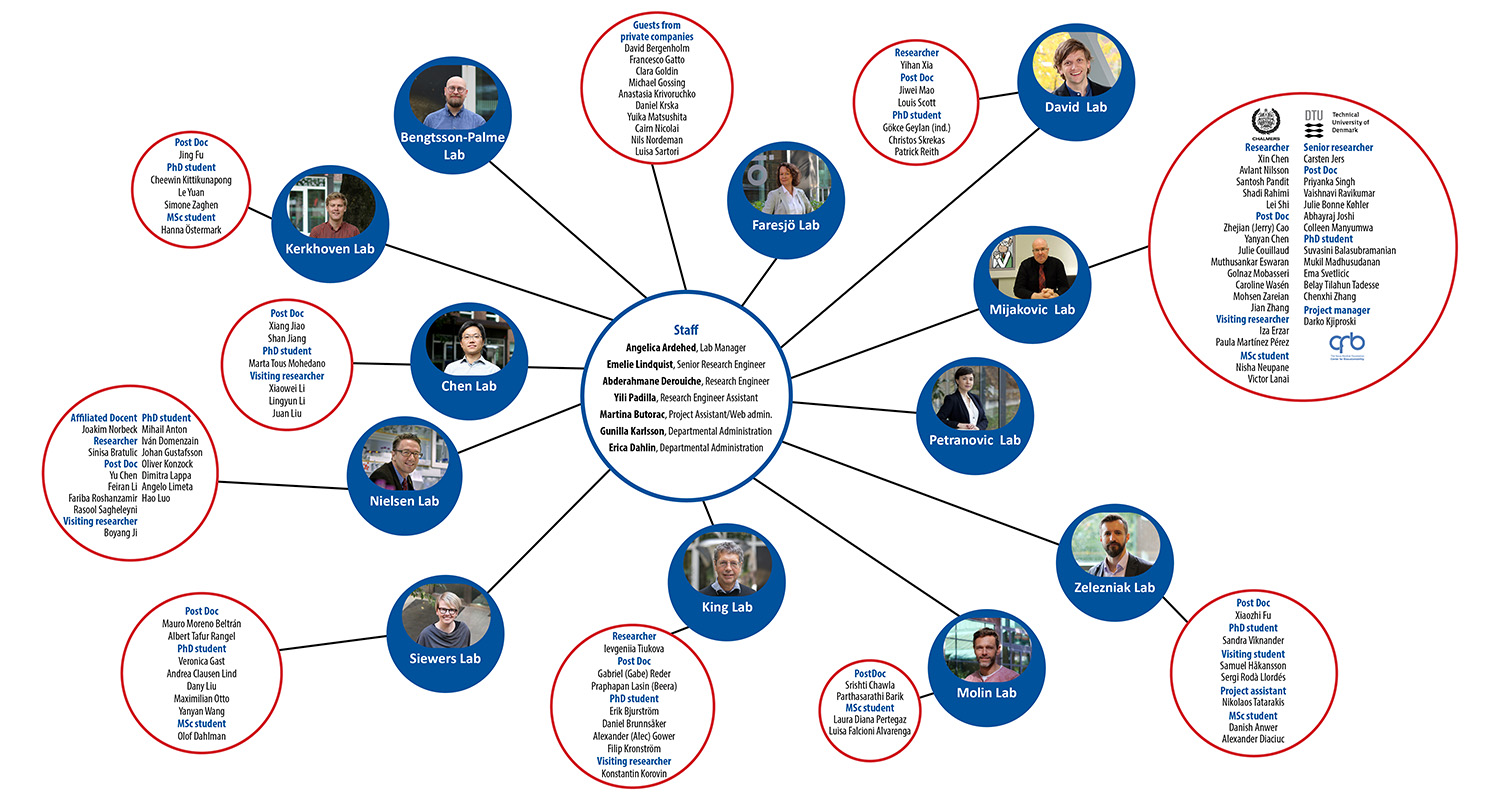 Guests from
private companies
David Bergenholm
Francesco Gatto
Clara Goldin
Michael Gossing
Anastasia Krivoruchko
Daniel Krska
Yuika Matsushita
Cairn Nicolai
Nils Nordeman
Luisa Sartori
Researcher
Yihan Xia
Post Doc
Jiwei Mao
Louis Scott
PhD student
Gökce Geylan (ind.)
Christos Skrekas
Patrick Reith
David Lab
Bengtsson-Palme
Lab
Post Doc
Jing Fu
PhD student
Cheewin Kittikunapong
Le Yuan
Simone Zaghen
MSc student
Hanna Östermark
Kerkhoven Lab
Faresjö Lab
Mijakovic Lab
CHALMERS
Researcher
Xin Chen
Avlant Nilsson
Santosh Pandit
Shadi Rahimi
Lei Shi
Post Doc
Zhejian (Jerry) Cao
Yanyan Chen
Julie Couillaud
Muthusankar Eswaran
Golnaz Mobasseri
Caroline Wasén
Mohsen Zareian
Jian Zhang
Visiting researcher
Iza Erzar
Paula Martínez Pérez
MSc student
Nisha Neupane
Victor Lanai
DTU
Technical
University of
Denmark
Senior researcher
Carsten Jers
Post Doc
Priyanka Singh
Vaishnavi Ravikumar
Julie Bonne Køhler
Abhayraj Joshi
Colleen Manyumwa
PhD student
Suvasini Balasubramanian
Mukil Madhusudanan
Ema Svetlicic
Belay Tilahun Tadesse
Chenxhi Zhang
Project manager
Darko Kjiproski
Staff
Angelica Ardehed, Lab Manager
Emelie Lindquist, Senior Research Engineer
Abderahmane Derouiche, Research Engineer
Yili Padilla, Research Engineer Assistant
Martina Butorac, Project Assistant/Web admin.
Gunilla Karlsson, Departmental Administration
Erica Dahlin, Departmental Administration
Post Doc
Xiang Jiao
Shan Jiang
PhD student
Marta Tous Mohedano
Visiting researcher
Xiaowei Li
Lingyun Li
Juan Liu
Chen Lab
Petranovic Lab
Affiliated Docent
Joakim Norbeck
Researcher
Sinisa Bratulic
Post Doc
Yu Chen
Feiran Li
Fariba Roshanzamir
Rasool Sagheleyni
Visiting researcher
Boyang Ji
PhD student
Mihail Anton
Iván Domenzain
Johan Gustafsson
Oliver Konzock
Dimitra Lappa
Angelo Limeta
Hao Luo
Nielsen Lab
Zelezniak Lab
King Lab
Siewers Lab
Molin Lab
Post Doc
Mauro Moreno Beltrán
Albert Tafur Rangel
PhD student
Veronica Gast
Andrea Clausen Lind
Dany Liu
Maximilian Otto
Yanyan Wang
MSc student
Olof Dahlman
Researcher
Ievgeniia Tiukova
Post Doc
Gabriel (Gabe) Reder
Praphapan Lasin (Beera)
PhD student
Erik Bjurström
Daniel Brunnsåker
Alexander (Alec) Gower
Filip Kronström
Visiting researcher
Konstantin Korovin
PostDoc
Srishti Chawla
Parthasarathi Barik
MSc student
Laura Diana Pertegaz
Luisa Falcioni Alvarenga
Post Doc
Xiaozhi Fu
PhD student
Sandra Viknander
Visiting student
Samuel Håkansson
Sergi Rodà Llordés
Project assistant
Nikolaos Tatarakis
MSc student
Danish Anwer
Alexander Diaciuc